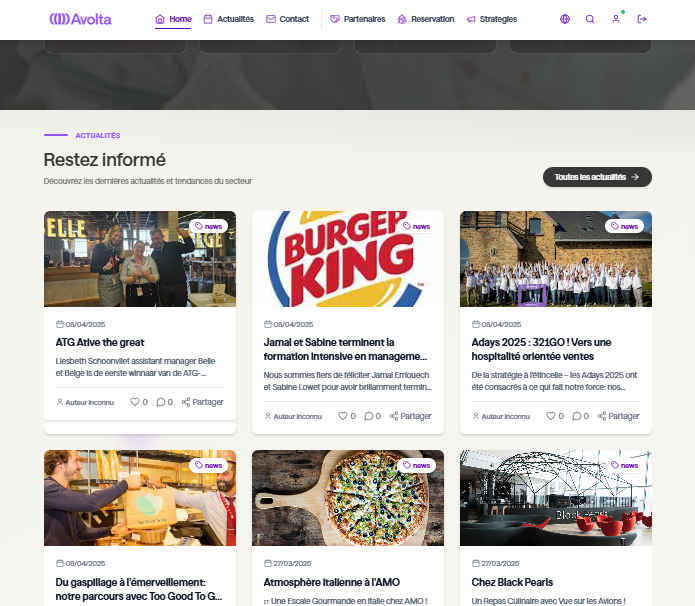 Avolta
Home
Actualités
Contact
Partenaires
Reservation
Strategies
ACTUALITÉS
Restez informé
Découvrez les dernières actualités et tendances du secteur
Toutes les actualités
ELLE
news
08/04/2025
ATG Ative the great
Liesbeth Schoonvliet assistant manager Belle
et Belge is de eerste winnaar van de ATG-...
Auteur inconnu
0
0
Partager
BURGER
KING
news
08/04/2025
Jamal et Sabine terminent la
formation intensive en manageme...
Nous sommes fiers de féliciter Jamal Erriouech
et Sabine Lowet pour avoir brillamment termin...
Auteur inconnu
0
0
Partager
news
08/04/2025
Adays 2025 : 321GO ! Vers une
hospitalité orientée ventes
De la stratégie à l'étincelle – les Adays 2025 ont
été consacrés à ce qui fait notre force: nos...
Auteur inconnu
0
0
Partager
news
08/04/2025
Du gaspillage à l'émerveillement:
notre parcours avec Too Good To G...
news
27/03/2025
Atmosphère Italienne à l'AMO
IT Une Escale Gourmande en Italie chez AMO !
Black Pearls
news
27/03/2025
Chez Black Pearls
Un Repas Culinaire avec Vue sur les Avions !